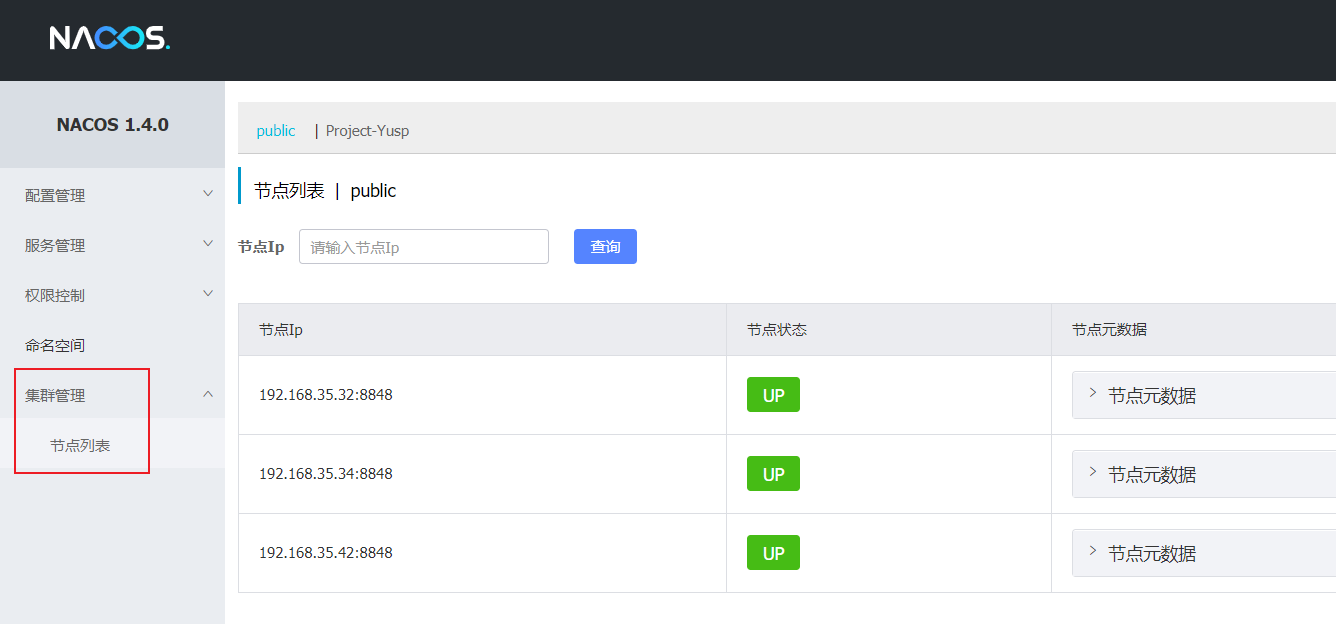 NACOS.
NACOS 1.4.0
配置管理
服务管理
权限控制
命名空间
集群管理
节点列表
public | Project-Yusp
节点列表 | public
节点Ip 请输入节点Ip 查询
节点Ip 节点状态 节点元数据
192.168.35.32:8848 UP 节点元数据
192.168.35.34:8848 UP 节点元数据
192.168.35.42:8848 UP 节点元数据